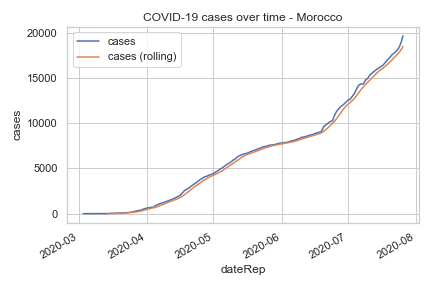 COVID-19 cases over time - Morocco
cases
cases (rolling)
20000
15000
10000
5000
0
cases
2020-03
2020-04
2020-05
2020-06
2020-07
2020-08
dateRep